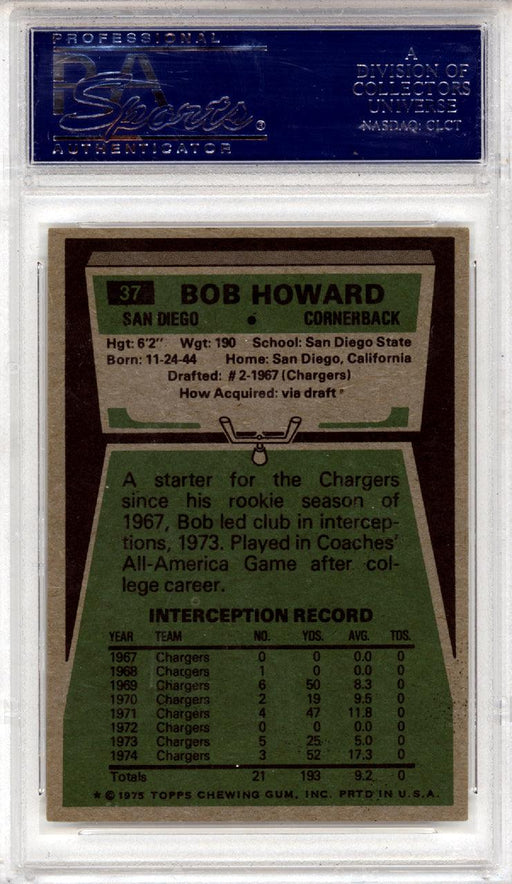 PROFESSIONAL
PSA
Sports ®
AUTHENTICATOR
A
DIVISION OF
COLLECTORS
UNIVERSE
NASDAQ: CLCT
37 BOB HOWARD
SAN DIEGO • CORNERBACK
Hgt: 6'2" Wgt: 190 School: San Diego State
Born: 11-24-44 Home: San Diego, California
Drafted: #2-1967 (Chargers)
How Acquired: via draft
A starter for the Chargers
since his rookie season of
1967, Bob led club in intercep-
tions, 1973. Played in Coaches'
All-America Game after col-
lege career.
INTERCEPTION RECORD
YEAR TEAM NO. YDS. AVG. TDS.
1967 Chargers 0 0 0.0 0
1968 Chargers 1 0 0.0 0
1969 Chargers 6 50 8.3 0
1970 Chargers 2 19 9.5 0
1971 Chargers 4 47 11.8 0
1972 Chargers 0 0 0.0 0
1973 Chargers 5 25 5.0 0
1974 Chargers 3 52 17.3 0
Totals 21 193 9.2 0
* © 1975 TOPPS CHEWING GUM, INC. PRTD IN U.S.A.